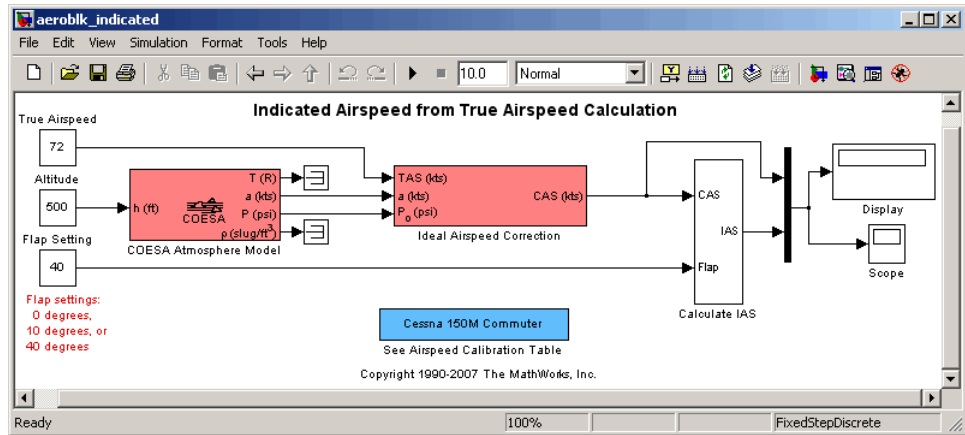 aeroblk_indicated
File Edit View Simulation Format Tools Help
10.0 Normal
Indicated Airspeed from True Airspeed Calculation
True Airspeed
72
Altitude
500
Flap Setting
40
Flap settings:
0 degrees,
10 degrees, or
40 degrees
h (ft)
COESA
T (R)
a (kts)
P (psi)
ρ (slug/ft³)
COESA Atmosphere Model
TAS (kts)
a (kts)
P₀ (psi)
CAS (kts)
Ideal Airspeed Correction
CAS
IAS
Flap
Calculate IAS
Display
Scope
Cessna 150M Commuter
See Airspeed Calibration Table
Copyright 1990-2007 The MathWorks, Inc.
Ready 100% FixedStepDiscrete